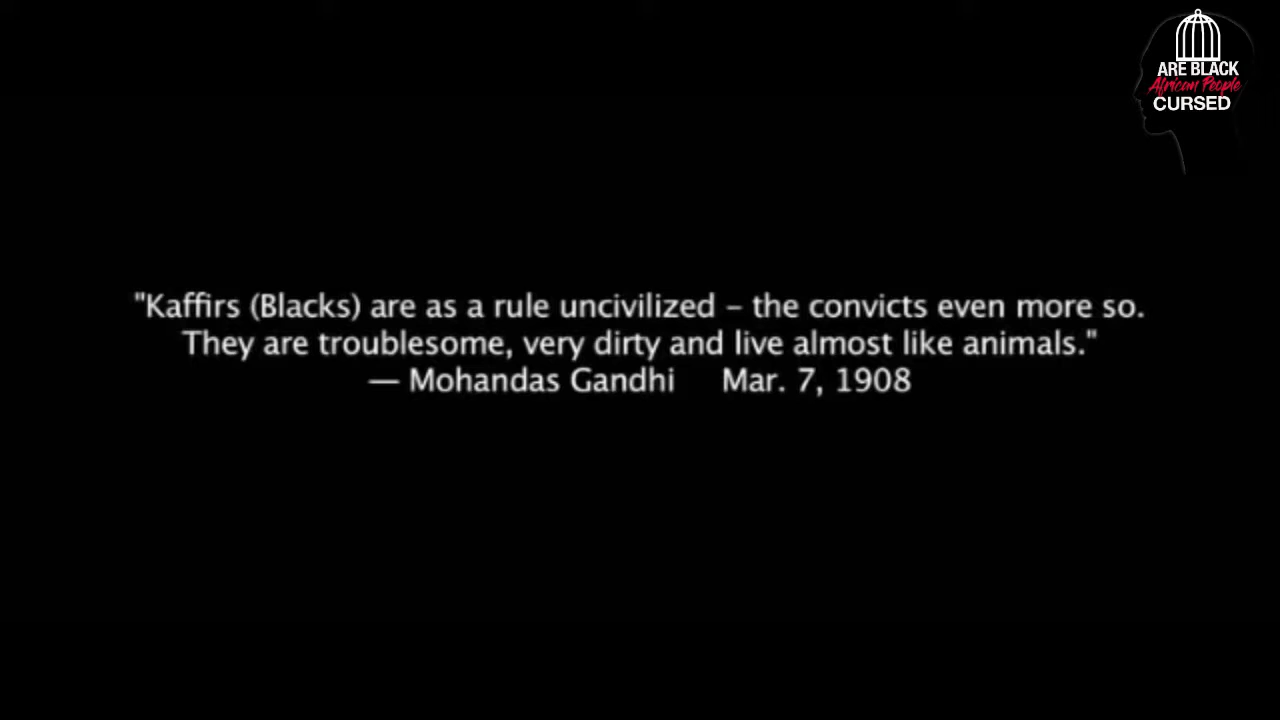 ARE BLACK
African People
CURSED
"Kaffirs (Blacks) are as a rule uncivilized – the convicts even more so.
They are troublesome, very dirty and live almost like animals."
— Mohandas Gandhi Mar. 7, 1908